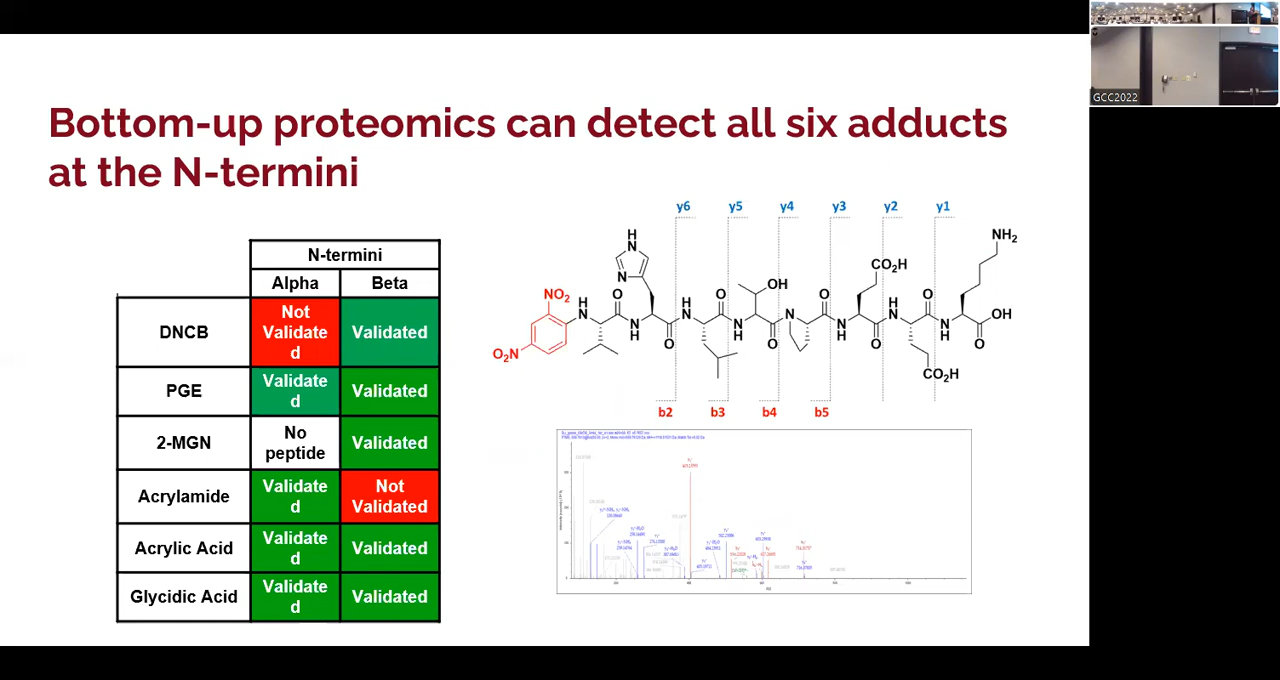 GCC2022
Bottom-up proteomics can detect all six adducts
at the N-termini
N-termini
Alpha
Beta
DNCB
Not
Validate
d
Validated
PGE
Validate
d
Validated
2-MGN
No
peptide
Validated
Acrylamide
Validate
d
Not
Validated
Acrylic Acid
Validate
d
Validated
Glycidic Acid
Validate
d
Validated
y6 y5 y4 y3 y2 y1
H
N
N
NO2
O2N
H
N
O
N
H
O
H
N
O
N
H
OH
O
N
O
N
H
CO2H
O
H
N
CO2H
O
N
H
NH2
OH
O
b2 b3 b4 b5